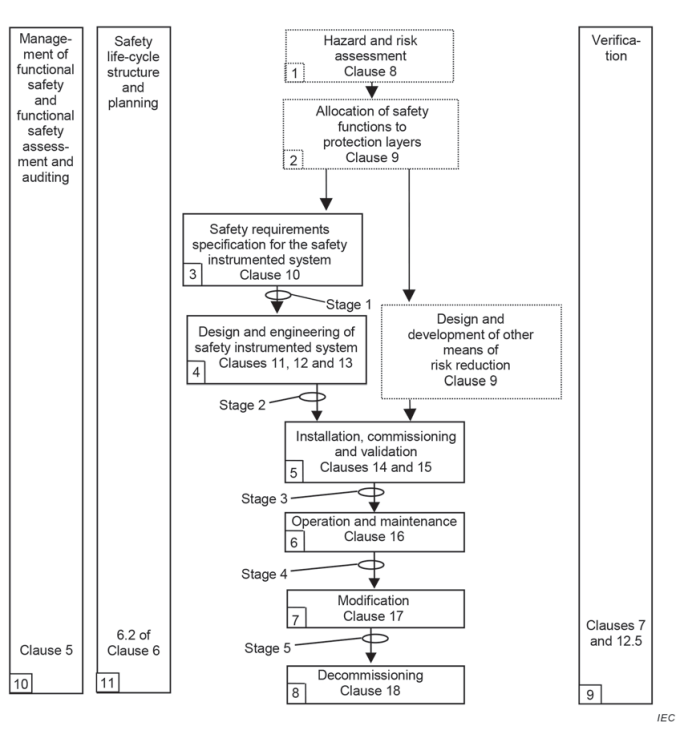 Manage-
ment of
functional
safety
and
functional
safety
assess-
ment and
auditing
Clause 5
10
Safety
life-cycle
structure
and
planning
6.2 of
Clause 6
11
Hazard and risk
assessment
Clause 8
1
Allocation of safety
functions to
protection layers
Clause 9
2
Safety requirements
specification for the safety
instrumented system
Clause 10
3
Stage 1
Design and engineering of
safety instrumented system
Clauses 11, 12 and 13
4
Design and
development of other
means of
risk reduction
Clause 9
Stage 2
Installation, commissioning
and validation
Clauses 14 and 15
5
Stage 3
Operation and maintenance
Clause 16
6
Stage 4
Modification
Clause 17
7
Stage 5
Decommissioning
Clause 18
8
Verifica-
tion
Clauses 7
and 12.5
9
IEC